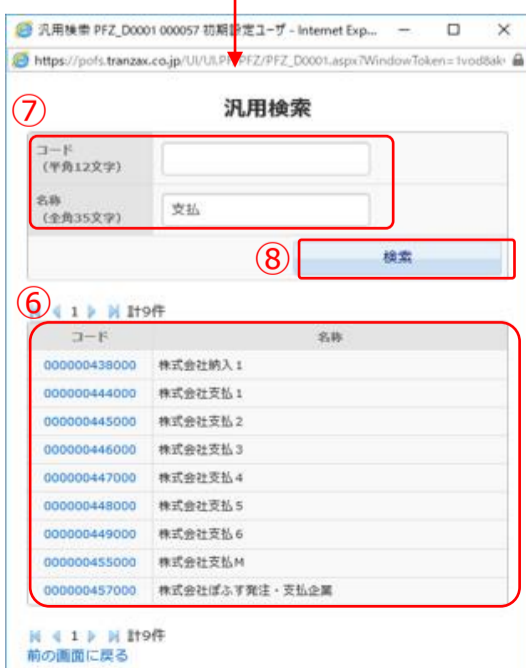 汎用検索 PFZ_D0001 000057 初期設定ユーザ - Internet Exp...
https://pofs.tranzax.co.jp/UI/UI.PFZ/PFZ_D0001.aspx?WindowToken=
汎用検索
⑦
コード
(半角12文字)
名称
(全角35文字)
支払
⑧
検索
⑥
1 計9件
コード 名称
000000438000 株式会社納入1
000000444000 株式会社支払1
000000445000 株式会社支払2
000000446000 株式会社支払3
000000447000 株式会社支払4
000000448000 株式会社支払5
000000449000 株式会社支払6
000000455000 株式会社支払M
000000457000 株式会社ぽふす発注・支払企業
1 計9件
前の画面に戻る